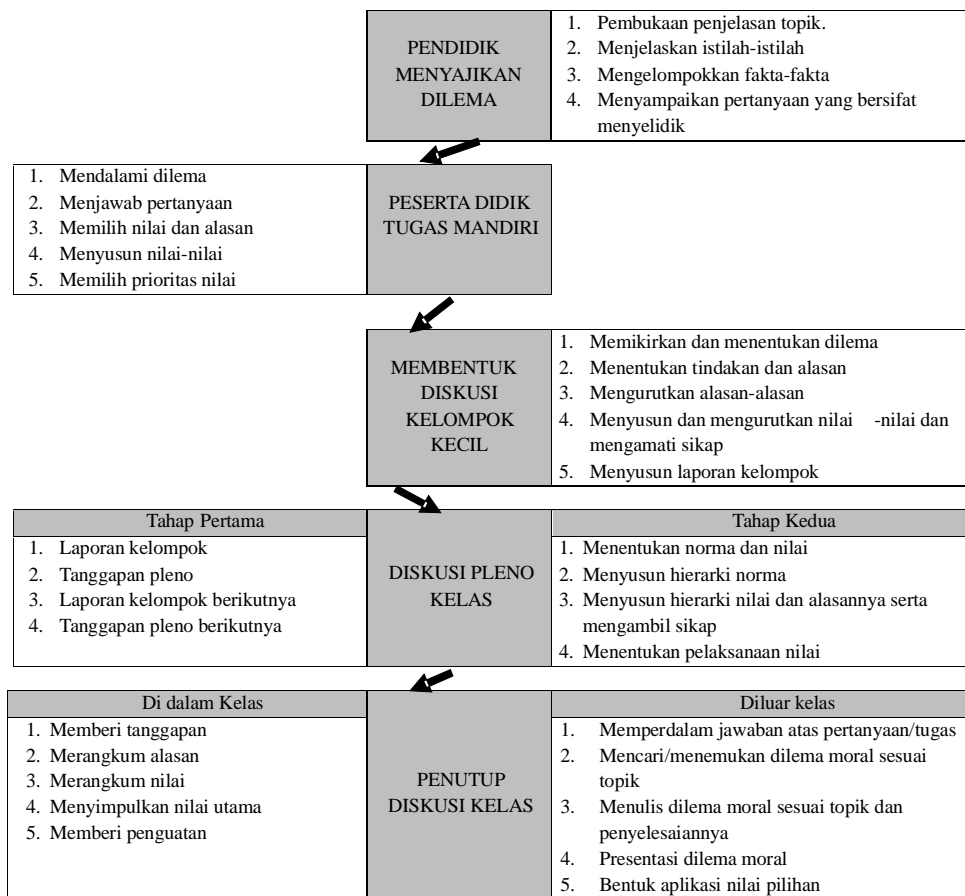 PENDIDIK
MENYAJIKAN
DILEMA
1. Pembukaan penjelasan topik.
2. Menjelaskan istilah-istilah
3. Mengelompokkan fakta-fakta
4. Menyampaikan pertanyaan yang bersifat
menyelidik
1. Mendalami dilema
2. Menjawab pertanyaan
3. Memilih nilai dan alasan
4. Menyusun nilai-nilai
5. Memilih prioritas nilai
PESERTA DIDIK
TUGAS MANDIRI
MEMBENTUK
DISKUSI
KELOMPOK
KECIL
1. Memikirkan dan menentukan dilema
2. Menentukan tindakan dan alasan
3. Mengurutkan alasan-alasan
4. Menyusun dan mengurutkan nilai -nilai dan
mengamati sikap
5. Menyusun laporan kelompok
Tahap Pertama
1. Laporan kelompok
2. Tanggapan pleno
3. Laporan kelompok berikutnya
4. Tanggapan pleno berikutnya
DISKUSI PLENO
KELAS
Tahap Kedua
1. Menentukan norma dan nilai
2. Menyusun hierarki norma
3. Menyusun hierarki nilai dan alasannya serta
mengambil sikap
4. Menentukan pelaksanaan nilai
Di dalam Kelas
1. Memberi tanggapan
2. Merangkum alasan
3. Merangkum nilai
4. Menyimpulkan nilai utama
5. Memberi penguatan
PENUTUP
DISKUSI KELAS
Diluar kelas
1. Memperdalam jawaban atas pertanyaan/tugas
2. Mencari/menemukan dilema moral sesuai
topik
3. Menulis dilema moral sesuai topik dan
penyelesaiannya
4. Presentasi dilema moral
5. Bentuk aplikasi nilai pilihan